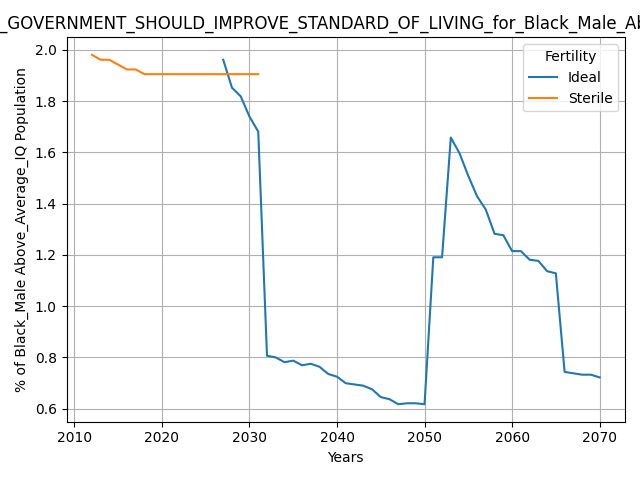 _GOVERNMENT_SHOULD_IMPROVE_STANDARD_OF_LIVING_for_Black_Male_Ab
% of Black_Male Above_Average_IQ Population
2.0
1.8
1.6
1.4
1.2
1.0
0.8
0.6
Fertility
Ideal
Sterile
2010 2020 2030 2040 2050 2060 2070
Years